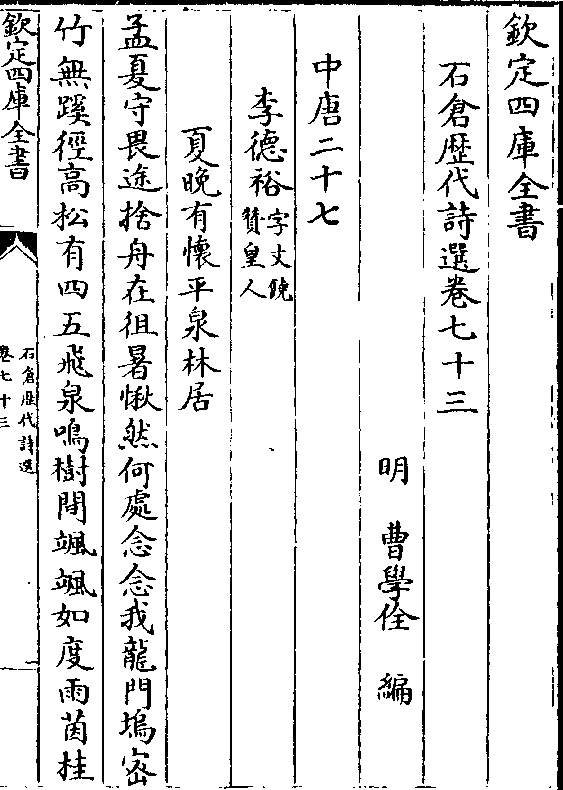 欽定四庫全書
石倉歴代詩選卷七十三
明 曹學佺 編
中唐二十七
李德裕 字文饒 贊皇人
夏晚有懷平泉林居
孟夏守畏途捨舟在徂暑愀然何處念念我龍門塢宻
竹無蹊徑高松有四五飛泉鳴樹間颯颯如度雨菌桂
欽定四庫全書
石倉歴代詩選
卷七十三